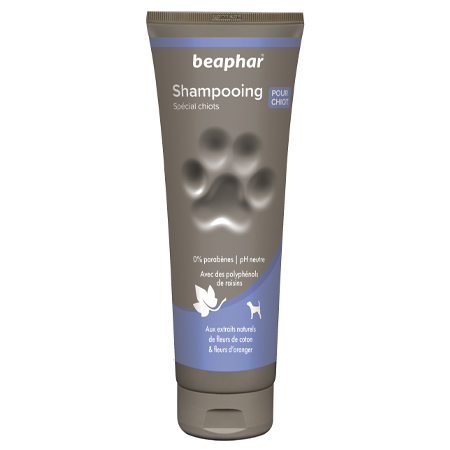 beaphar
Shampooing
Spécial chiots
POUR
CHIOT
0% parabènes | pH neutre
Avec des polyphénols
de raisins
Aux extraits naturels
de fleurs de coton
& fleurs d'oranger